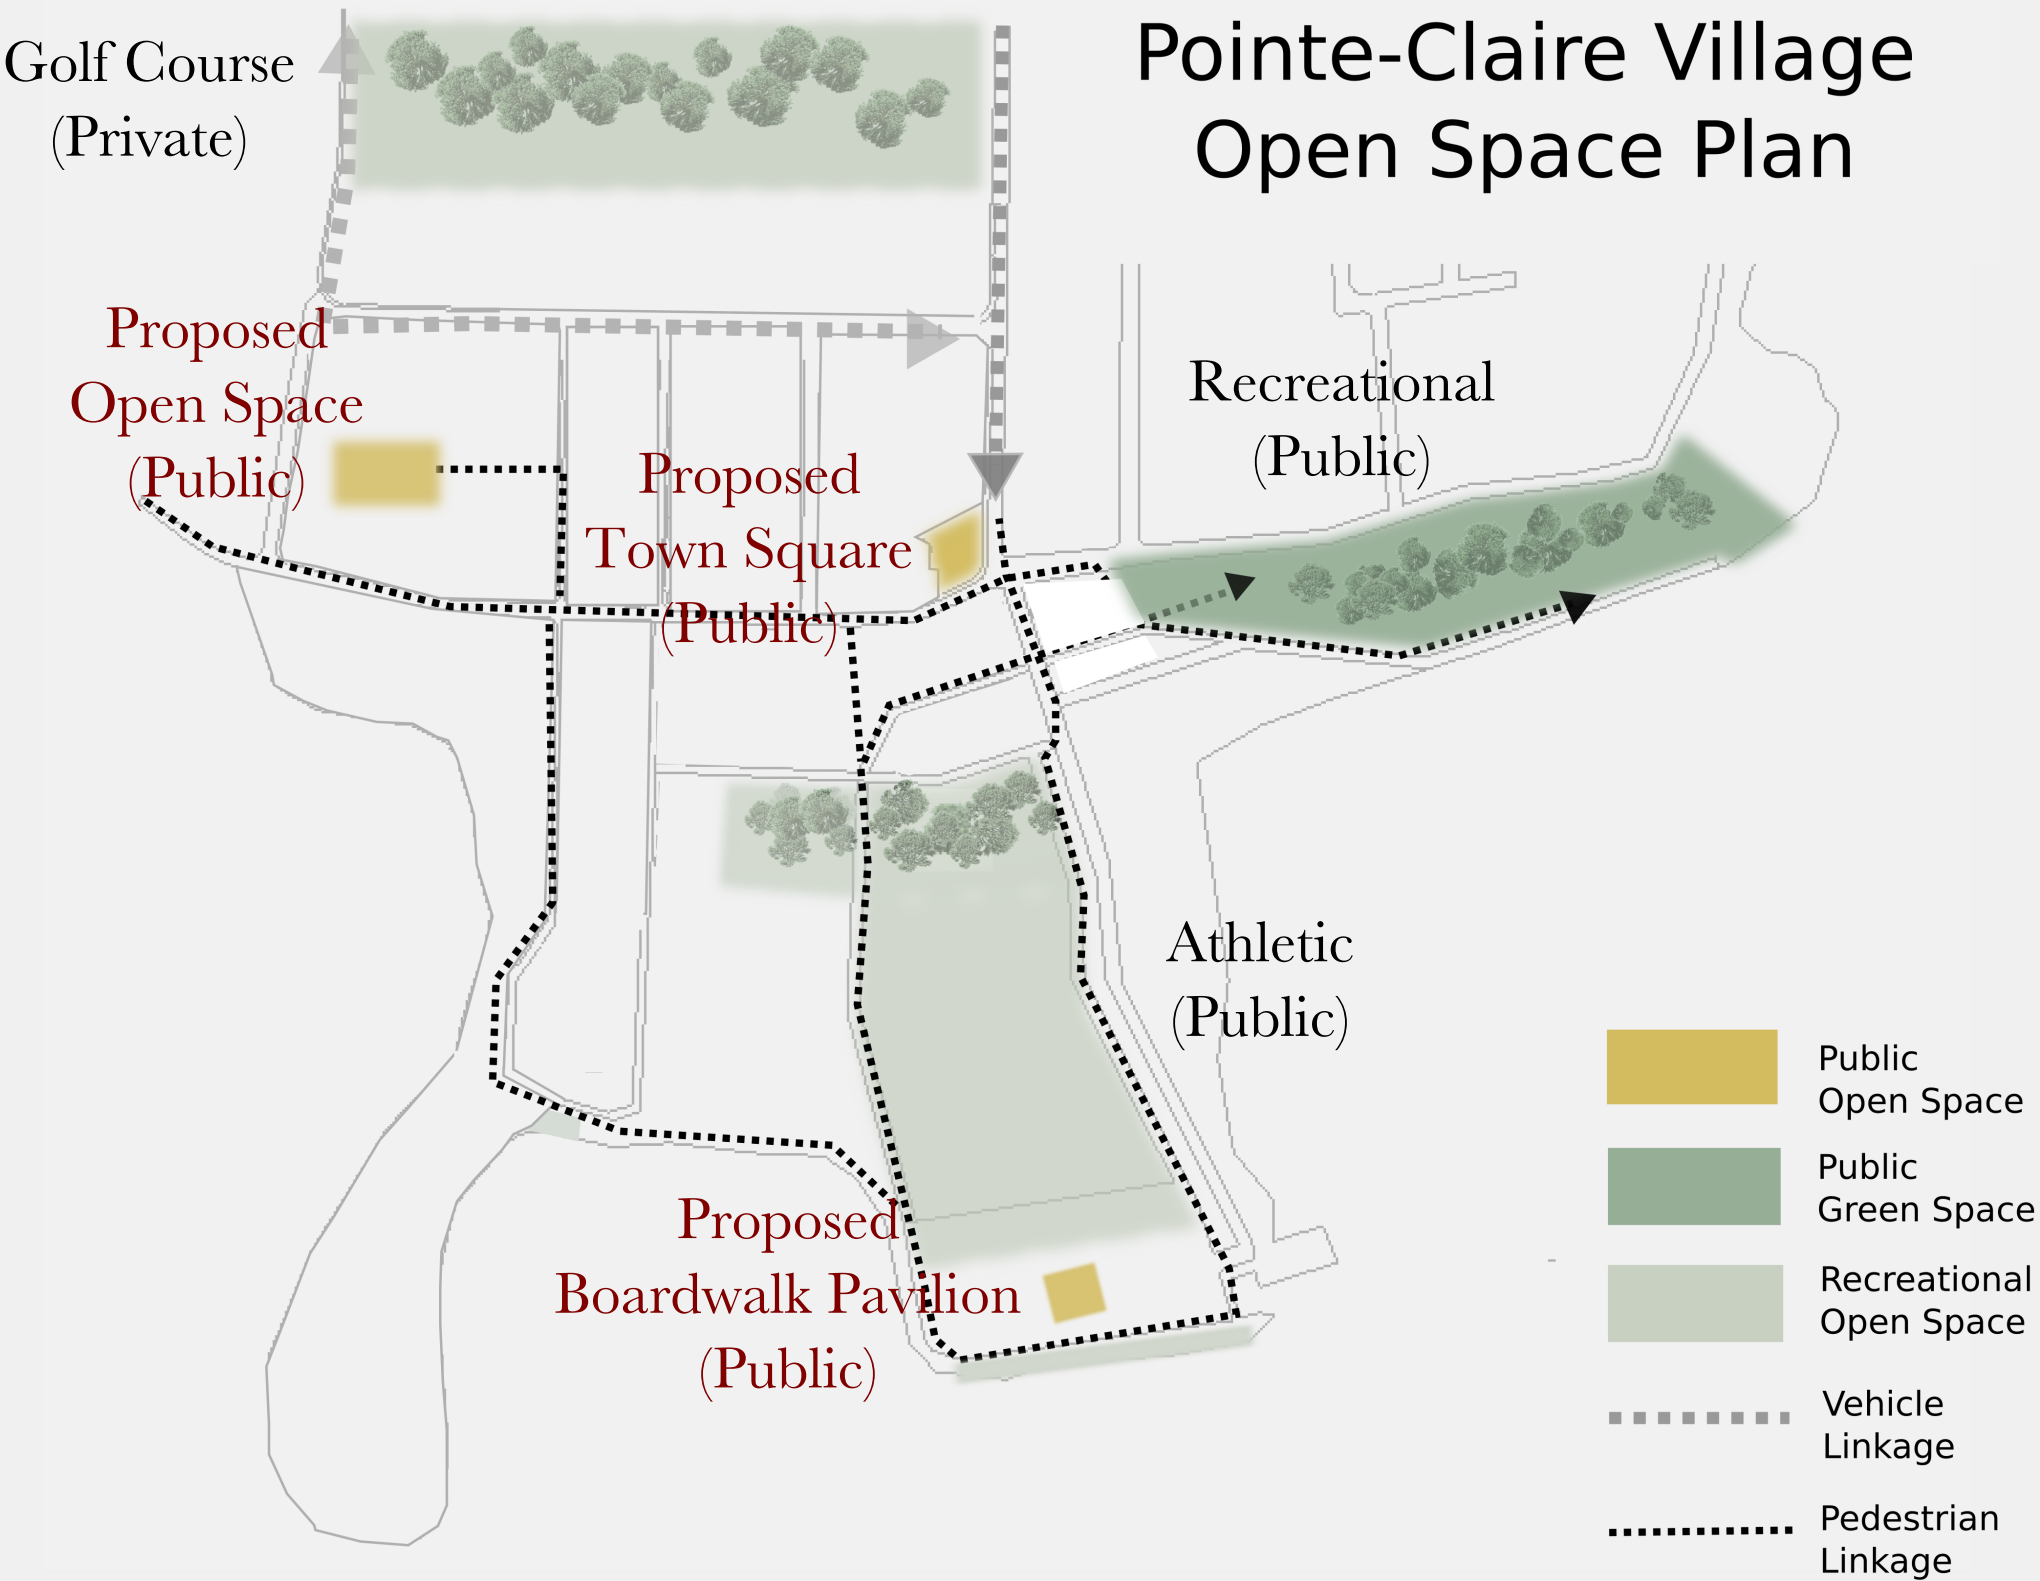 Pointe-Claire Village
Open Space Plan
Golf Course
(Private)
Proposed
Open Space
(Public)
Proposed
Town Square
(Public)
Recreational
(Public)
Athletic
(Public)
Proposed
Boardwalk Pavilion
(Public)
Public
Open Space
Public
Green Space
Recreational
Open Space
Vehicle
Linkage
Pedestrian
Linkage